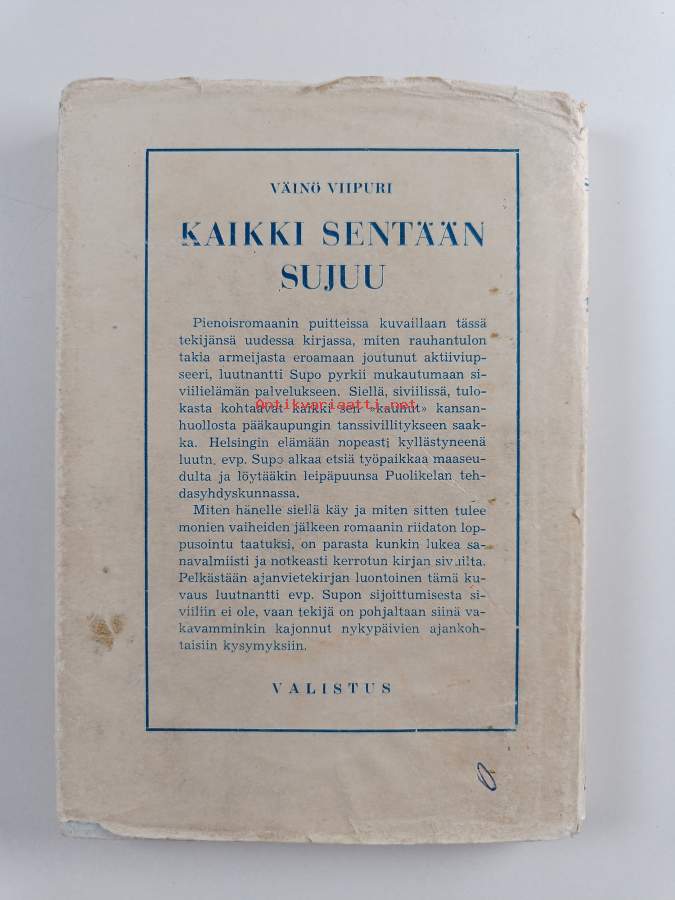 VÄINÖ VIIPURI
KAIKKI SENTÄÄN
SUJUU
Pienoisromaanin puitteissa kuvaillaan tässä
tekijänsä uudessa kirjassa, miten rauhantulon
takia armeijasta eroamaan joutunut aktiiviup-
seeri, luutnantti Supo pyrkii mukautumaan si-
viilielämän palvelukseen. Siellä, siviilissä, tulo-
kasta kohtaavat kaikki sen »kauhut» kansan-
Antikvariaatti.net
huollosta pääkaupungin tanssivillitykseen saak-
ka. Helsingin elämään nopeasti kyllästyneenä
luutn. evp. Supo alkaa etsiä työpaikkaa maaseu-
dulta ja löytääkin leipäpuunsa Puolikelan teh-
dasyhdyskunnassa.
Miten hänelle siellä käy ja miten sitten tulee
monien vaiheiden jälkeen romaanin riidaton lop-
pusointu taatuksi, on parasta kunkin lukea sa-
navalmiisti ja notkeasti kerrotun kirjan sivuilta.
Pelkästään ajanvietekirjan luontoinen tämä ku-
vaus luutnantti evp. Supon sijoittumisesta si-
viiliin ei ole, vaan tekijä on pohjaltaan siinä va-
kavamminkin kajonnut nykypäivien ajankoh-
taisiin kysymyksiin.
VALISTUS